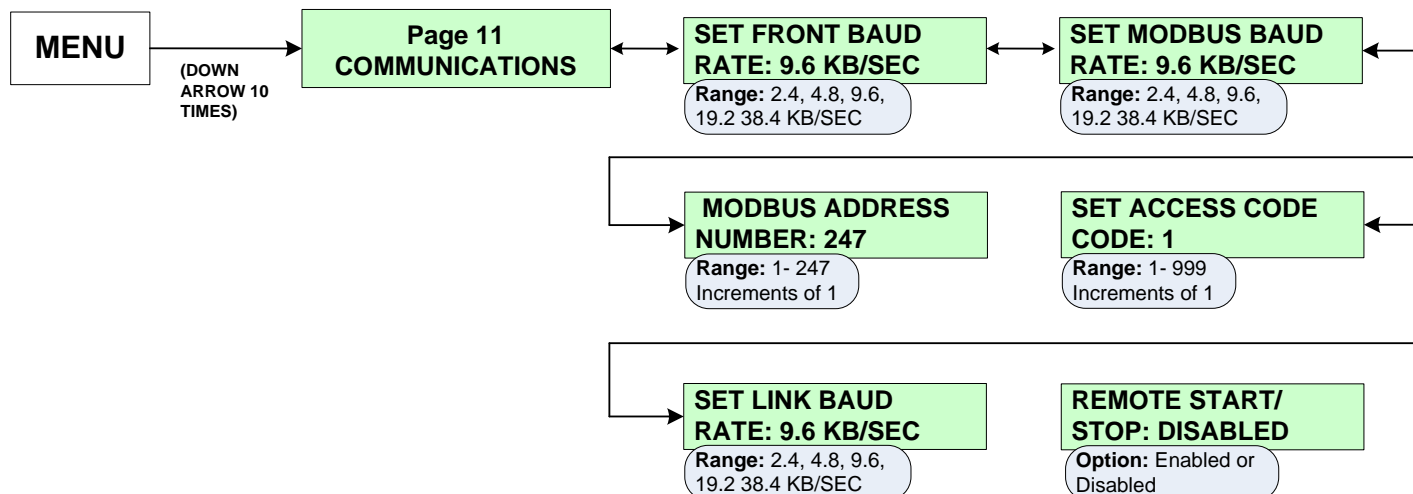 MENU
(DOWN
ARROW 10
TIMES)
Page 11
COMMUNICATIONS
SET FRONT BAUD
RATE: 9.6 KB/SEC
Range: 2.4, 4.8, 9.6,
19.2 38.4 KB/SEC
SET MODBUS BAUD
RATE: 9.6 KB/SEC
Range: 2.4, 4.8, 9.6,
19.2 38.4 KB/SEC
MODBUS ADDRESS
NUMBER: 247
Range: 1- 247
Increments of 1
SET ACCESS CODE
CODE: 1
Range: 1- 999
Increments of 1
SET LINK BAUD
RATE: 9.6 KB/SEC
Range: 2.4, 4.8, 9.6,
19.2 38.4 KB/SEC
REMOTE START/
STOP: DISABLED
Option: Enabled or
Disabled